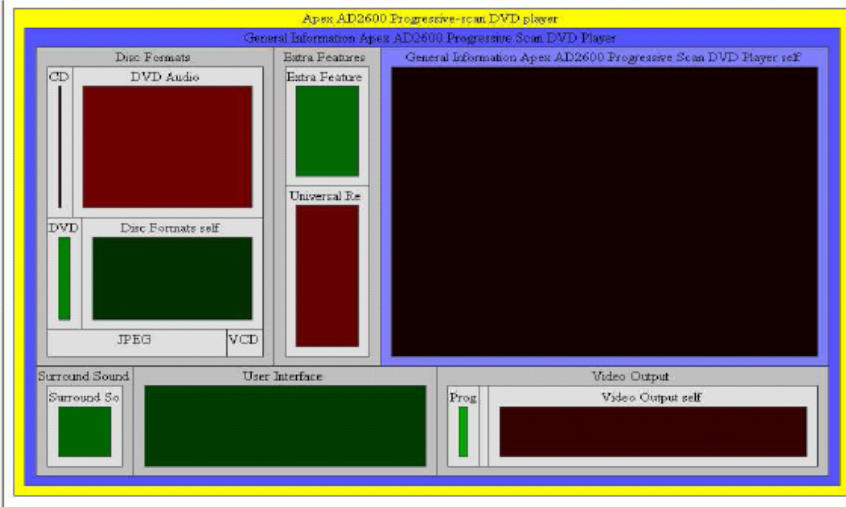 Apex AD2600 Progressive-scan DVD player
General Information Apex AD2600 Progressive Scan DVD Player
Disc Formats
Extra Features
General Information Apex AD2600 Progressive Scan DVD Player self
CD
DVD Audio
Extra Feature
Universal Re
DVD
Disc Formats self
JPEG
VCD
Surround Sound
User Interface
Video Output
Surround So
Prog
Video Output self